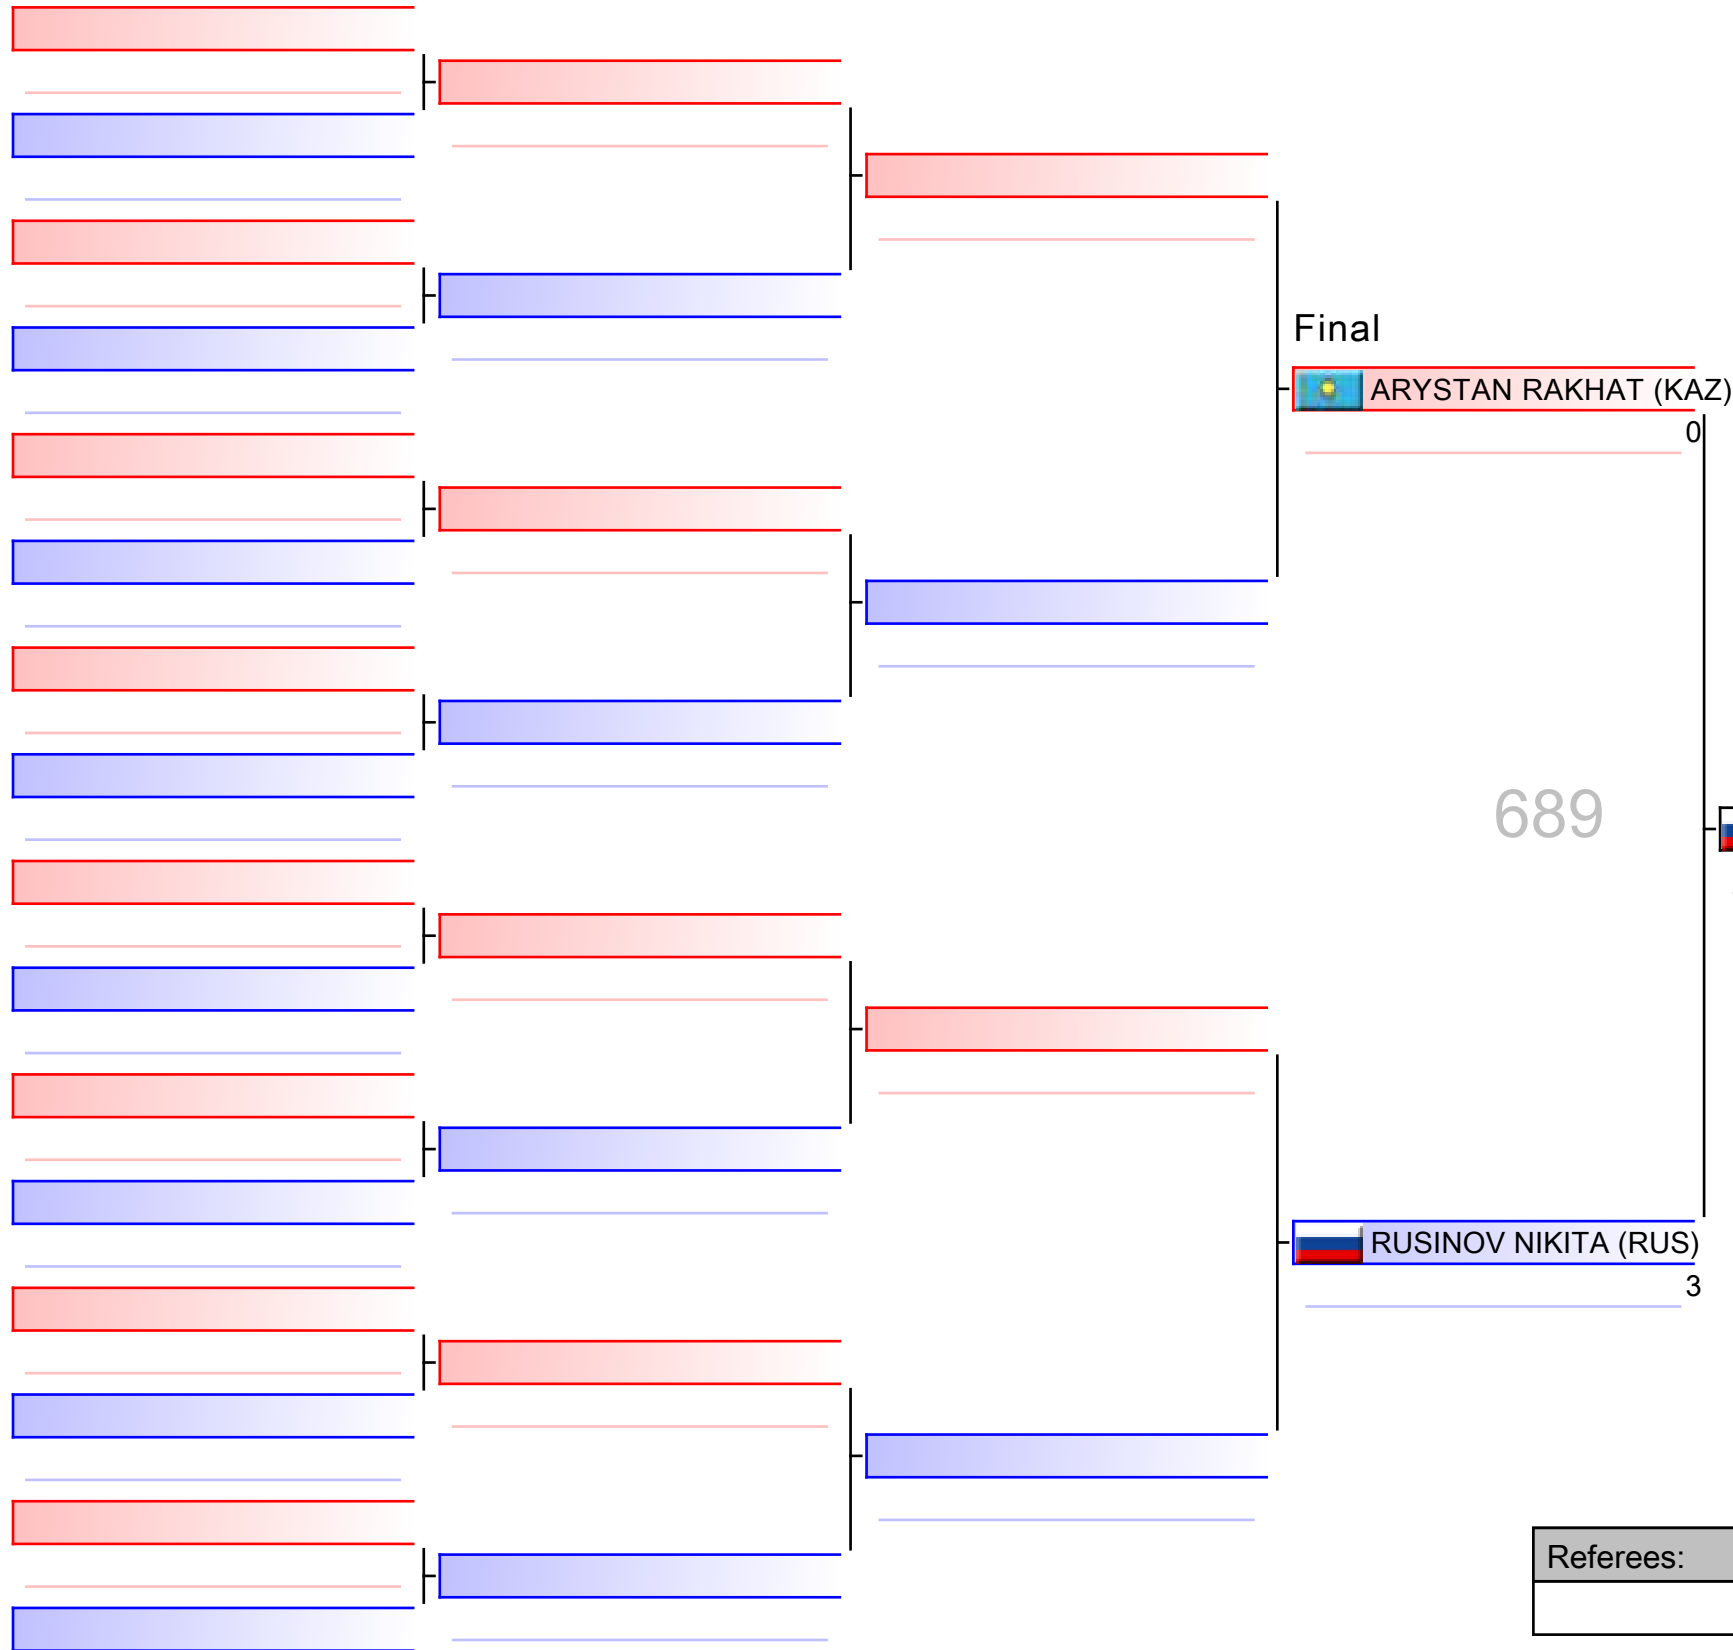 Final
ARYSTAN RAKHAT (KAZ)
0
689
RUSINOV NIKITA (RUS)
3
Referees: